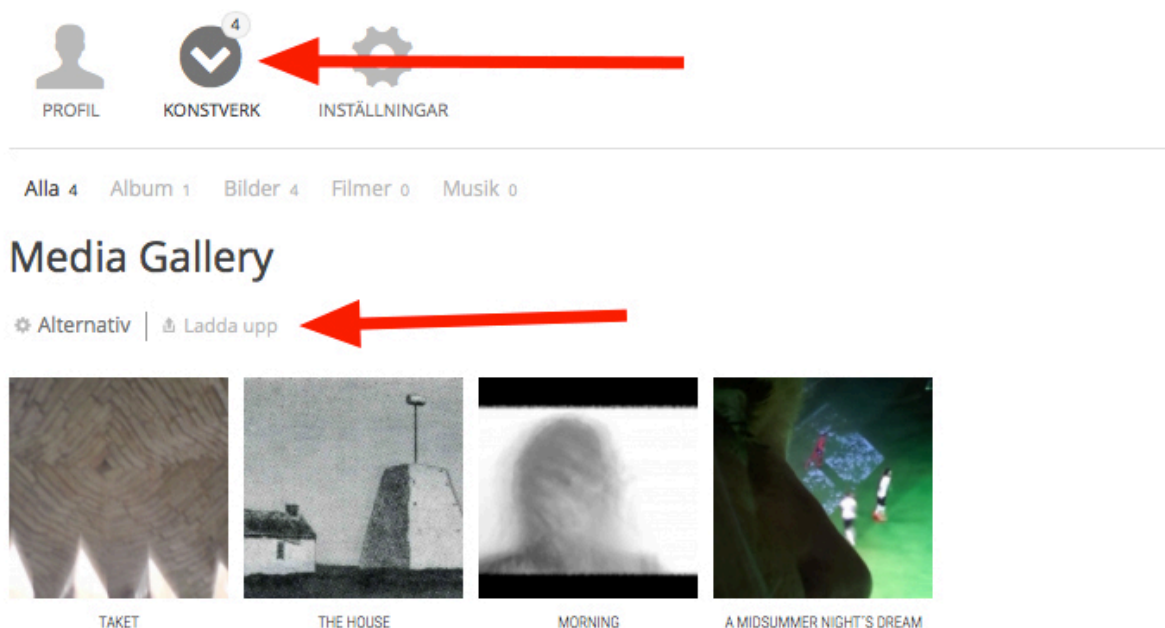 4
PROFIL KONSTVERK INSTÄLLNINGAR
Alla 4 Album 1 Bilder 4 Filmer 0 Musik 0
Media Gallery
Alternativ | Ladda upp
TAKET THE HOUSE MORNING A MIDSUMMER NIGHT´S DREAM